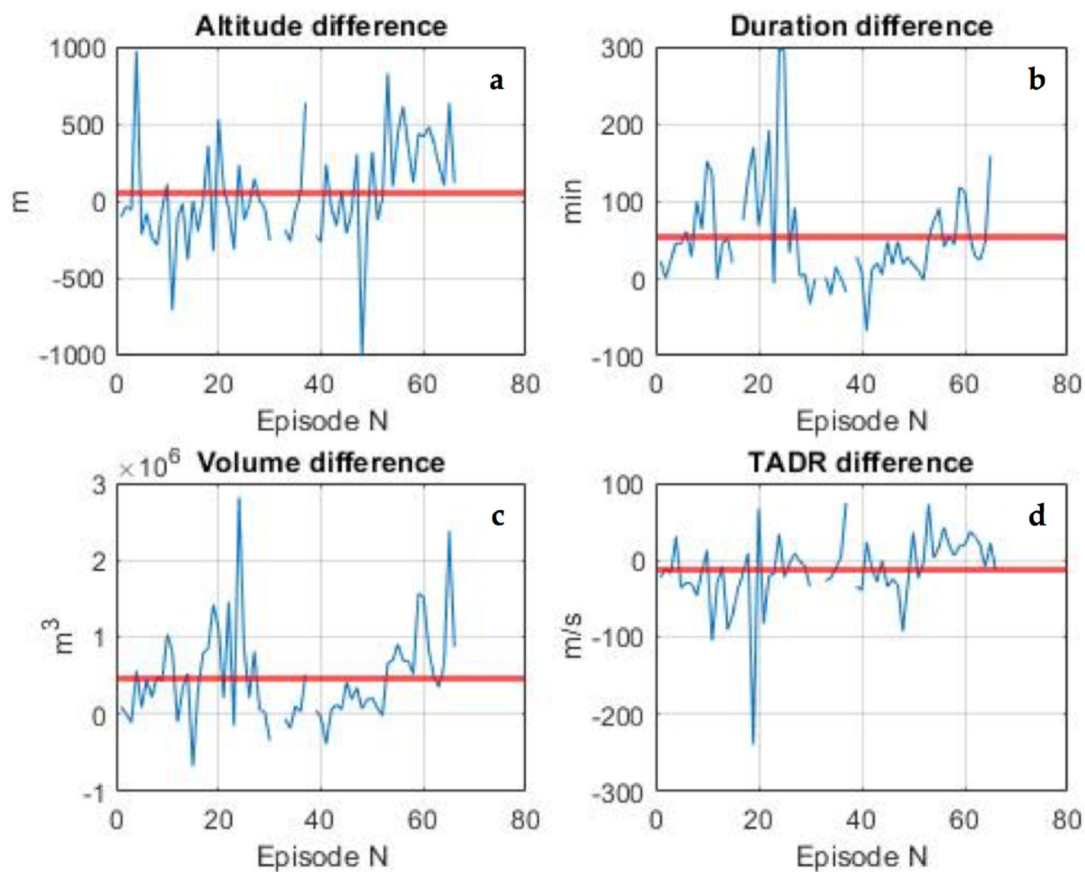 Altitude difference
a
1000
500
0
-500
-1000
m
0 20 40 60 80
Episode N
Duration difference
b
300
200
100
0
-100
min
0 20 40 60 80
Episode N
×10^6
Volume difference
c
3
2
1
0
-1
m^3
0 20 40 60 80
Episode N
TADR difference
d
100
0
-100
-200
-300
m/s
0 20 40 60 80
Episode N